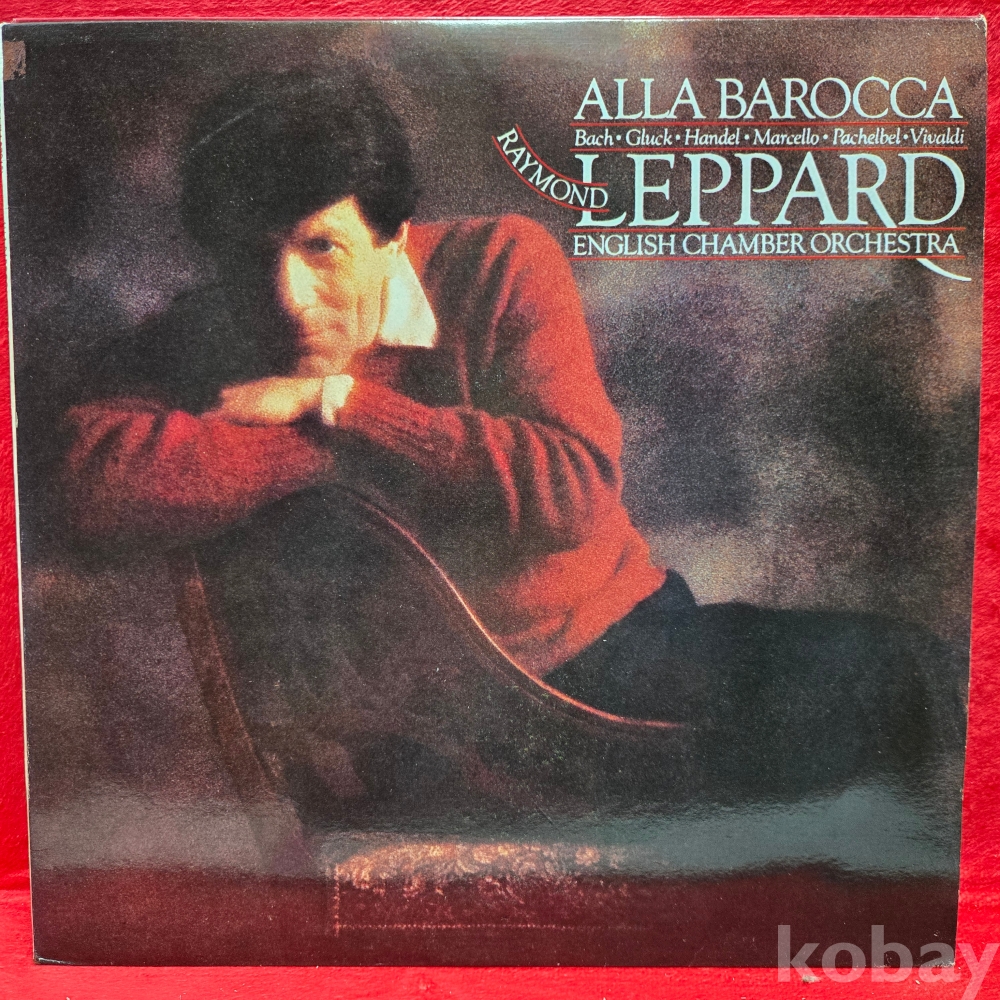 ALLA BAROCCA
Bach • Gluck • Handel • Marcello • Pachelbel • Vivaldi
RAYMOND
LEPPARD
ENGLISH CHAMBER ORCHESTRA
kobay